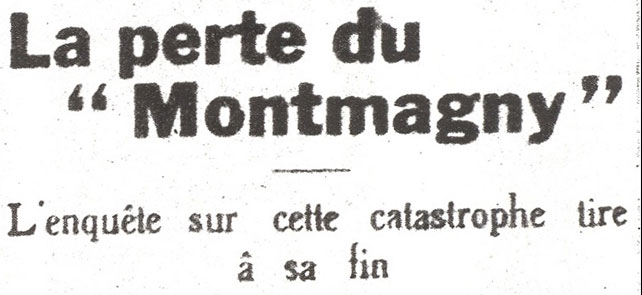 La perte du
“ Montmagny ”
L'enquête sur cette catastrophe tire
à sa fin